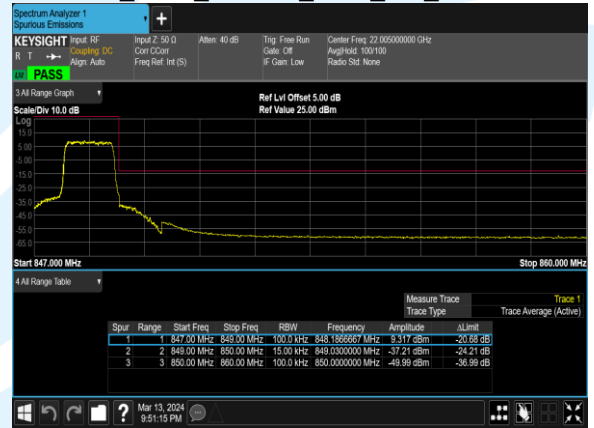 Spectrum Analyzer 1
Spurious Emissions
KEYSIGHT Input: RF Input Z: 50 Ω Atten: 40 dB Trig: Free Run Center Freq: 22.005000000 GHz
R T Coupling: DC Corr CCorr Gate: Off Avg|Hold: 100/100
Align: Auto Freq Ref: Int (S) IF Gain: Low Radio Std: None
PASS
3 All Range Graph
Ref Lvl Offset 5.00 dB
Scale/Div 10.0 dB Ref Value 25.00 dBm
Log
15.0
5.00
-5.00
-15.0
-25.0
-35.0
-45.0
-55.0
-65.0
Start 847.000 MHz Stop 860.000 MHz
4 All Range Table
Measure Trace Trace 1
Trace Type Trace Average (Active)
Spur Range Start Freq Stop Freq RBW Frequency Amplitude ΔLimit
1 1 847.00 MHz 849.00 MHz 100.0 kHz 848.1866667 MHz 9.317 dBm -20.68 dB
2 2 849.00 MHz 850.00 MHz 15.00 kHz 849.0300000 MHz -37.21 dBm -24.21 dB
3 3 850.00 MHz 860.00 MHz 100.0 kHz 850.0000000 MHz -49.99 dBm -36.99 dB
? Mar 13, 2024
9:51:15 PM